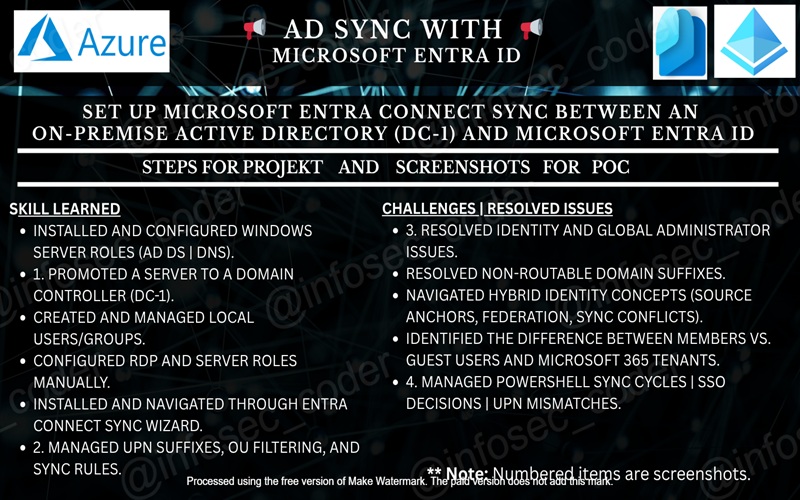 Azure
AD SYNC WITH
MICROSOFT ENTRA ID
SET UP MICROSOFT ENTRA CONNECT SYNC BETWEEN AN
ON-PREMISE ACTIVE DIRECTORY (DC-1) AND MICROSOFT ENTRA ID
STEPS FOR PROJEKT AND SCREENSHOTS FOR POC
SKILL LEARNED
• INSTALLED AND CONFIGURED WINDOWS
SERVER ROLES (AD DS | DNS).
• 1. PROMOTED A SERVER TO A DOMAIN
CONTROLLER (DC-1).
• CREATED AND MANAGED LOCAL
USERS/GROUPS.
• CONFIGURED RDP AND SERVER ROLES
MANUALLY.
• INSTALLED AND NAVIGATED THROUGH ENTRA
CONNECT SYNC WIZARD.
• 2. MANAGED UPN SUFFIXES, OU FILTERING, AND
SYNC RULES.
CHALLENGES | RESOLVED ISSUES
• 3. RESOLVED IDENTITY AND GLOBAL ADMINISTRATOR
ISSUES.
• RESOLVED NON-ROUTABLE DOMAIN SUFFIXES.
• NAVIGATED HYBRID IDENTITY CONCEPTS (SOURCE
ANCHORS, FEDERATION, SYNC CONFLICTS).
• IDENTIFIED THE DIFFERENCE BETWEEN MEMBERS VS.
GUEST USERS AND MICROSOFT 365 TENANTS.
• 4. MANAGED POWERSHELL SYNC CYCLES | SSO
DECISIONS | UPN MISMATCHES.
** Note: Numbered items are screenshots.
Processed using the free version of Make Watermark. The paid version does not add this mark.
@infosec_coder